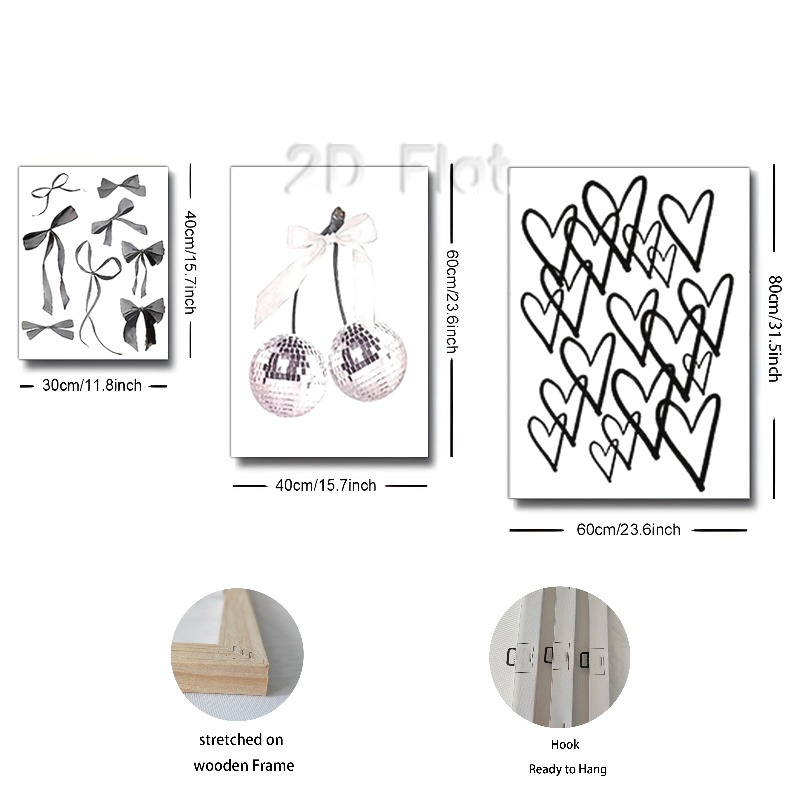 2D Flat
40cm/15.7inch
30cm/11.8inch
60cm/23.6inch
40cm/15.7inch
80cm/31.5inch
60cm/23.6inch
stretched on
wooden Frame
Hook
Ready to Hang